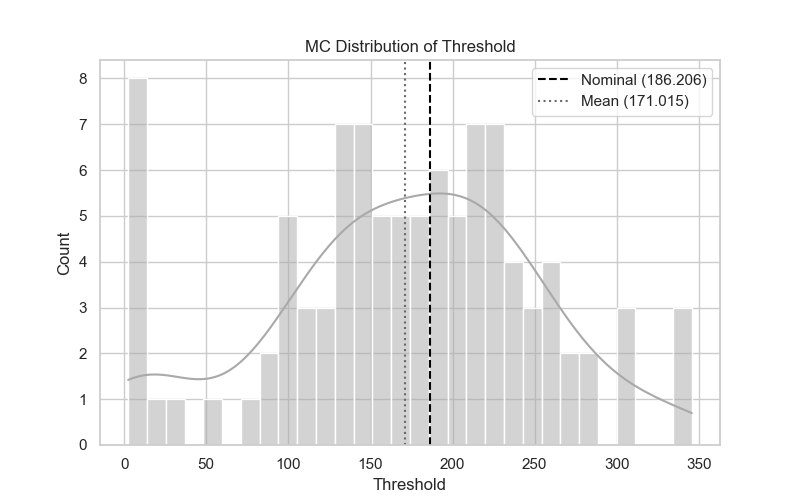 MC Distribution of Threshold
Nominal (186.206)
Mean (171.015)
8
7
6
5
4
3
2
1
0
Count
0 50 100 150 200 250 300 350
Threshold